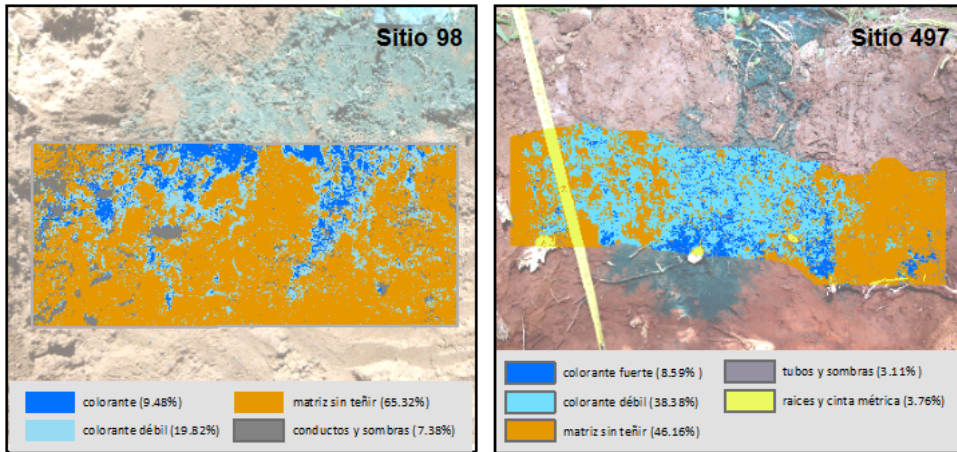 Sitio 98
colorante (9.48%)
matriz sin teñir (65.32%)
colorante débil (19.82%)
conductos y sombras (7.38%)
Sitio 497
colorante fuerte (8.59% )
tubos y sombras (3.11%)
colorante débil (38.38%)
raices y cinta métrica (3.76%)
matriz sin teñir (46.16%)